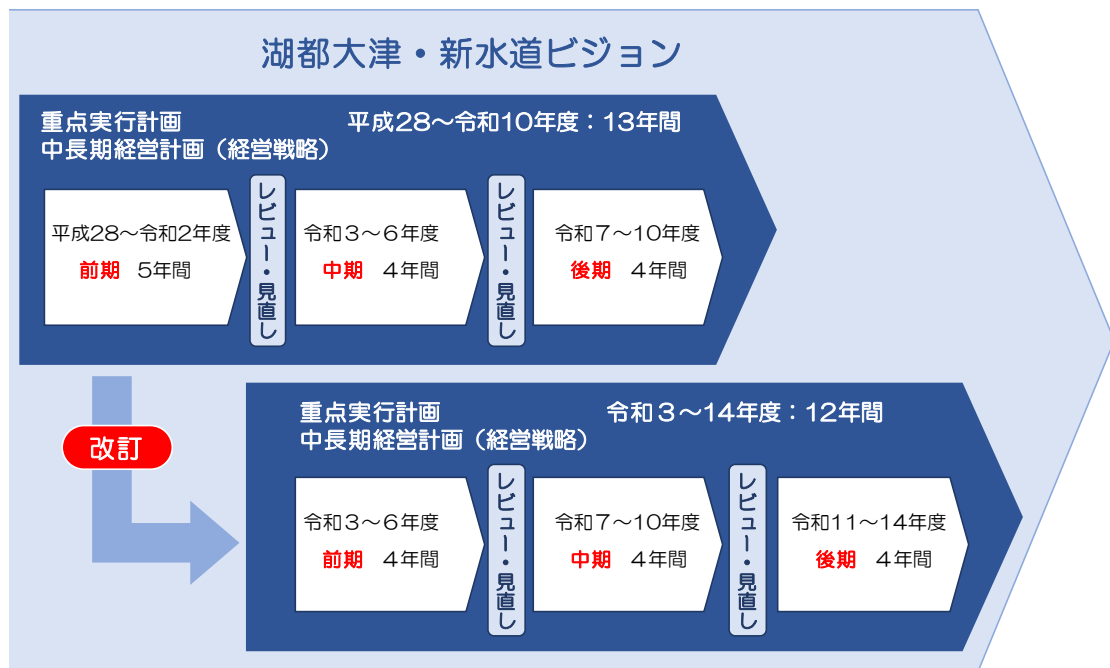 湖都大津・新水道ビジョン
重点実行計画　平成28～令和10年度：13年間
中長期経営計画（経営戦略）
平成28～令和2年度
前期　5年間
レビュー・見直し
令和３～６年度
中期　４年間
レビュー・見直し
令和７～10年度
後期　４年間
改訂
重点実行計画　令和３～14年度：12年間
中長期経営計画（経営戦略）
令和３～６年度
前期　４年間
レビュー・見直し
令和７～10年度
中期　４年間
レビュー・見直し
令和11～14年度
後期　４年間